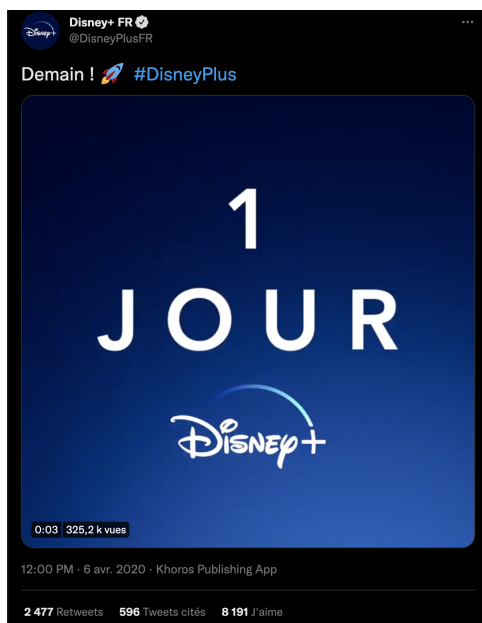 Disney+
Disney+ FR
@DisneyPlusFR
Demain ! 🚀 #DisneyPlus
1
JOUR
Disney+
0:03 325,2 k vues
12:00 PM · 6 avr. 2020 · Khoros Publishing App
2 477 Retweets 596 Tweets cités 8 191 J'aime